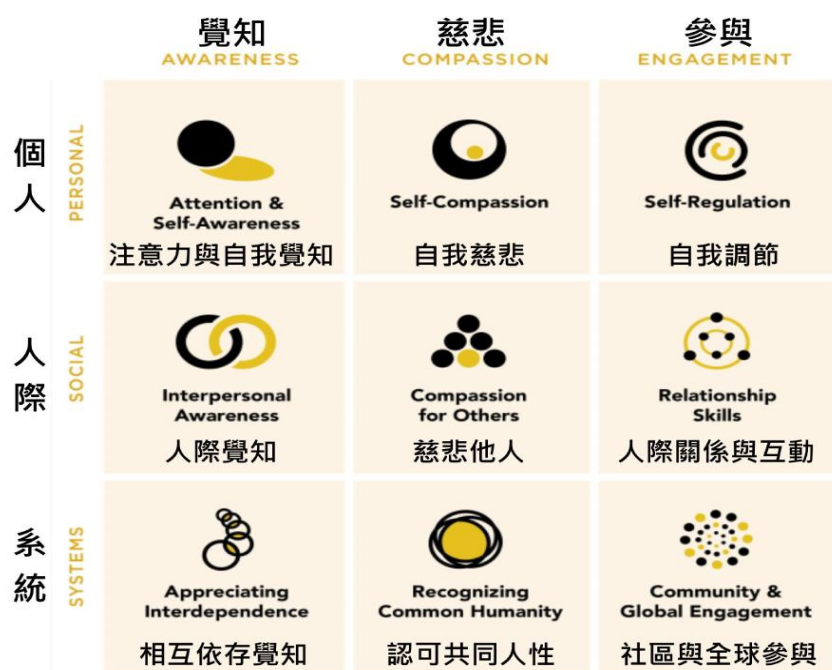 覺知
慈悲
參與
AWARENESS
COMPASSION
ENGAGEMENT
個人
PERSONAL
Attention &
Self-Awareness
注意力與自我覺知
Self-Compassion
自我慈悲
Self-Regulation
自我調節
人際
SOCIAL
Interpersonal
Awareness
人際覺知
Compassion
for Others
慈悲他人
Relationship
Skills
人際關係與互動
系統
SYSTEMS
Appreciating
Interdependence
相互依存覺知
Recognizing
Common Humanity
認可共同人性
Community &
Global Engagement
社區與全球參與